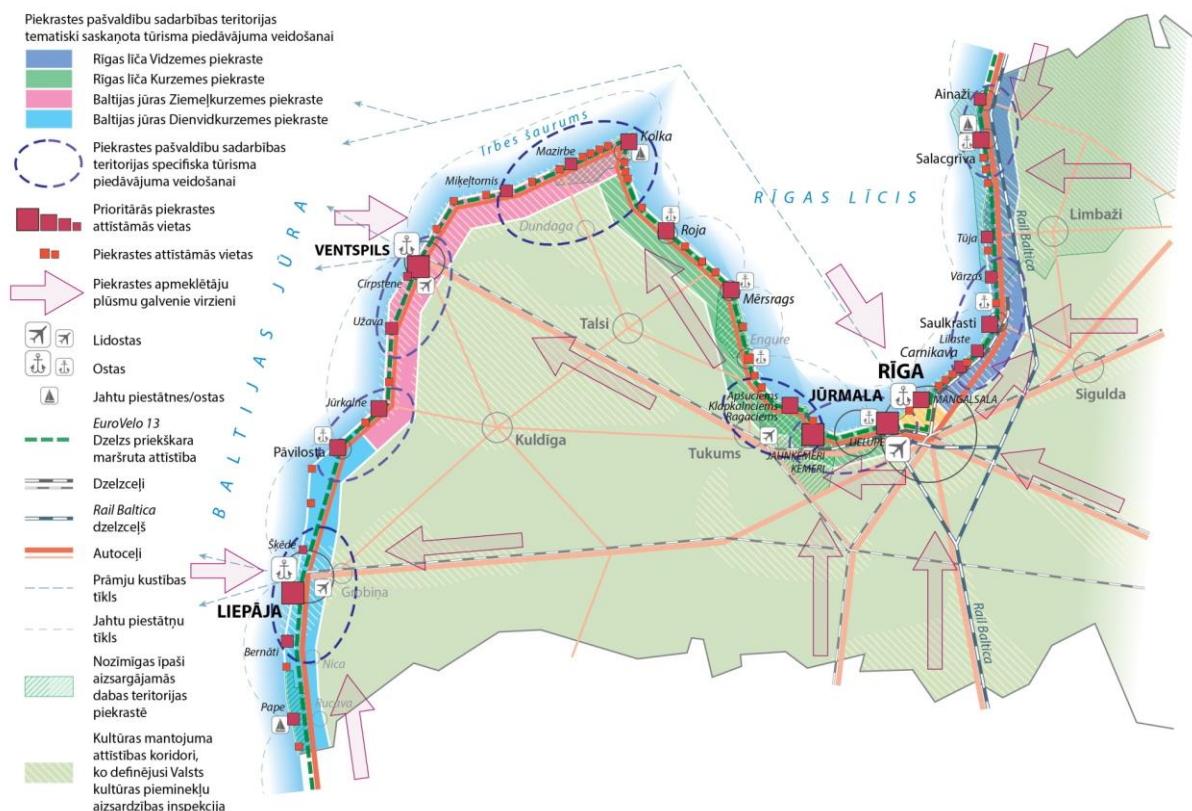 Piekrastes pašvaldību sadarbības teritorijas
tematiski saskaņota tūrisma piedāvājuma veidošanai
Rīgas līča Vidzemes piekraste
Rīgas līča Kurzemes piekraste
Baltijas jūras Ziemeļkurzemes piekraste
Baltijas jūras Dienvidkurzemes piekraste
Piekrastes pašvaldību sadarbības
teritorijas specifiska tūrisma
piedāvājuma veidošanai
Prioritārās piekrastes
attīstāmās vietas
Piekrastes attīstāmās vietas
Piekrastes apmeklētāju
plūsmu galvenie virzieni
Lidostas
Ostas
Jahtu piestātnes/ostas
EuroVelo 13
Dzelzs priekškara
maršruta attīstība
Dzelzceļi
Rail Baltica
dzelzceļš
Autoceļi
Prāmju kustības
tīkls
Jahtu piestātņu
tīkls
Nozīmīgas īpaši
aizsargājamās
dabas teritorijas
piekrastē
Kultūras mantojuma
attīstības koridori,
ko definējusi Valsts
kultūras pieminekļu
aizsardzības inspekcija
BALTIJAS JŪRA
Irbes šaurums
RĪGAS LĪCIS
Kolka
Mazirbe
Miķeļtornis
Dundaga
VENTSPILS
Cirpstene
Užava
Jūrkalne
Pāvilosta
Šķēde
LIEPĀJA
Grobiņa
Bernāti
Nica
Rucava
Pape
Kuldīga
Talsi
Roja
Mērsrags
Engure
Apšuciems
Klapkalnciems
Ragaciems
Tukums
JŪRMALA
JAUNĶEMERI
ĶEMERI
LIELUPE
RĪGA
MANGAĻSALA
Carnikava
Lilaste
Saulkrasti
Vārzas
Tūja
Salacgrīva
Ainaži
Limbaži
Sigulda
Rail Baltica
Rail Baltica